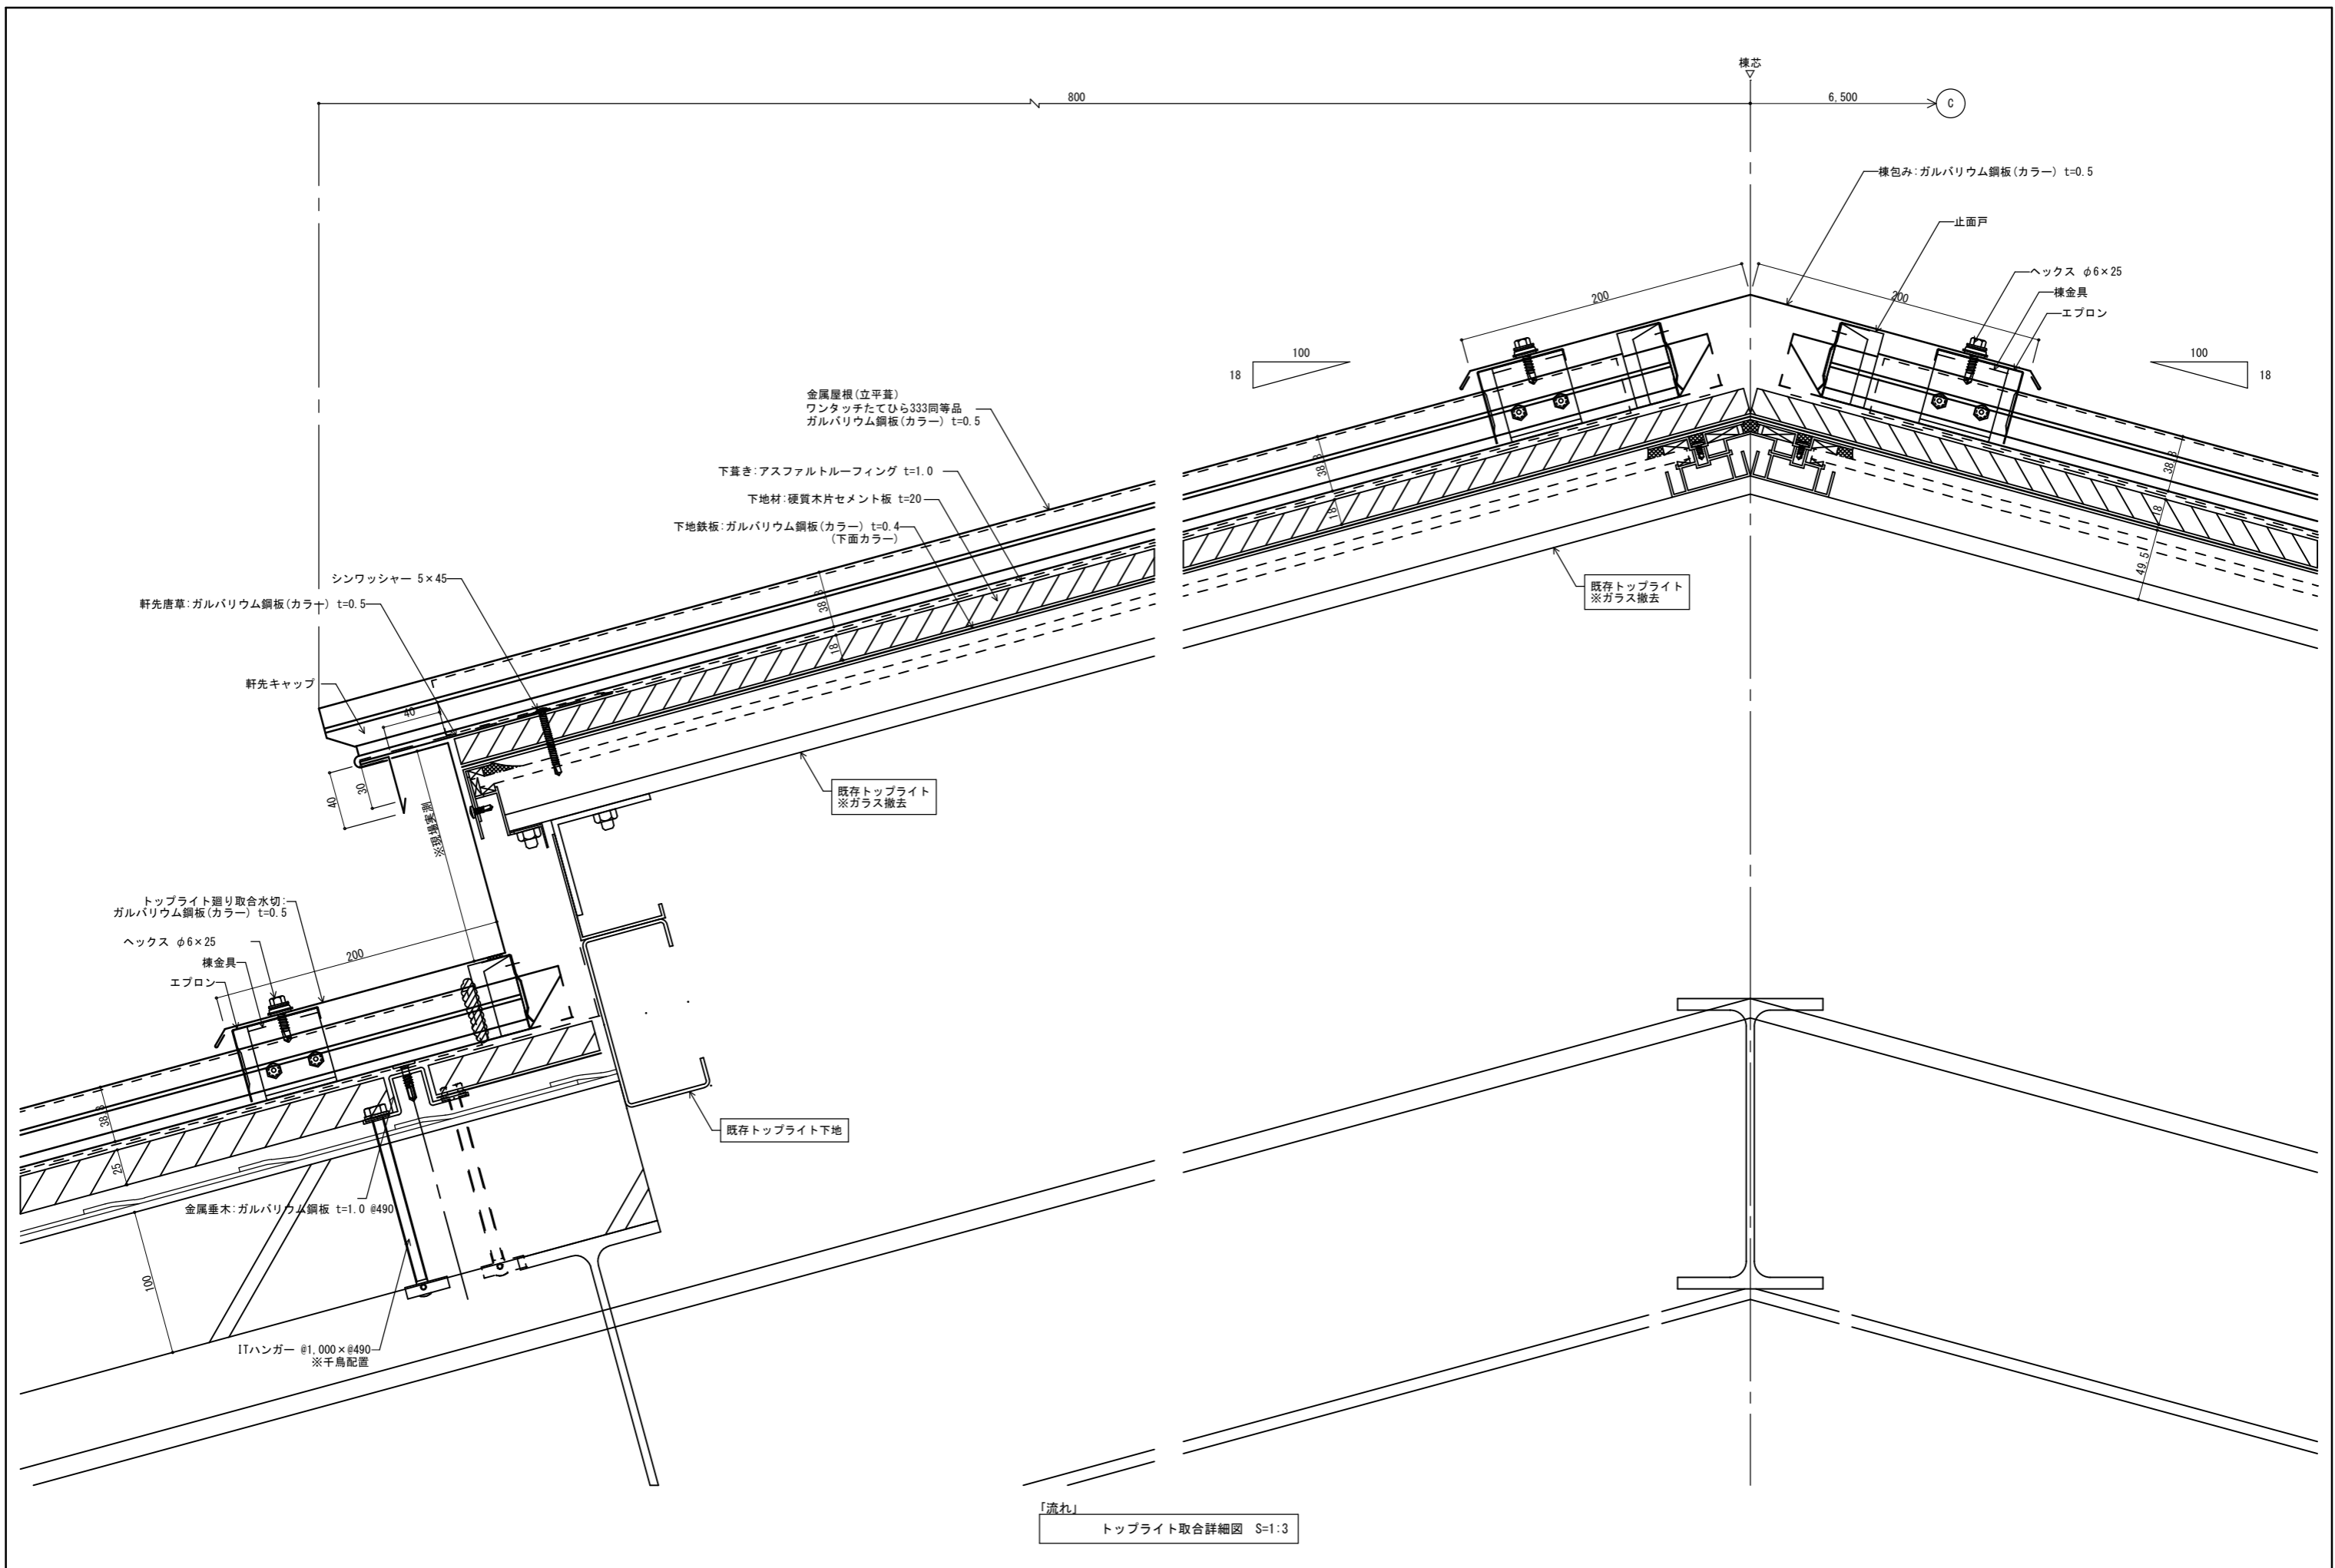 棟芯
800
6,500
C
棟包み:ガルバリウム鋼板(カラー) t=0.5
止面戸
ヘックス φ6×25
棟金具
エプロン
200
200
100
18
100
18
金属屋根(立平葺)
ワンタッチたてひら333同等品
ガルバリウム鋼板(カラー) t=0.5
下葺き:アスファルトルーフィング t=1.0
下地材:硬質木片セメント板 t=20
下地鉄板:ガルバリウム鋼板(カラー) t=0.4
(下面カラー)
38.8
18
38.8
18
49.5
シンワッシャー 5×45
軒先唐草:ガルバリウム鋼板(カラー) t=0.5
38.8
18
既存トップライト
※ガラス撤去
軒先キャップ
40
30
40
※現場実測
既存トップライト
※ガラス撤去
トップライト廻り取合水切:
ガルバリウム鋼板(カラー) t=0.5
ヘックス φ6×25
棟金具
エプロン
200
38.8
25
100
既存トップライト下地
金属垂木:ガルバリウム鋼板 t=1.0 @490
ITハンガー @1,000×@490
※千鳥配置
「流れ」
トップライト取合詳細図 S=1:3